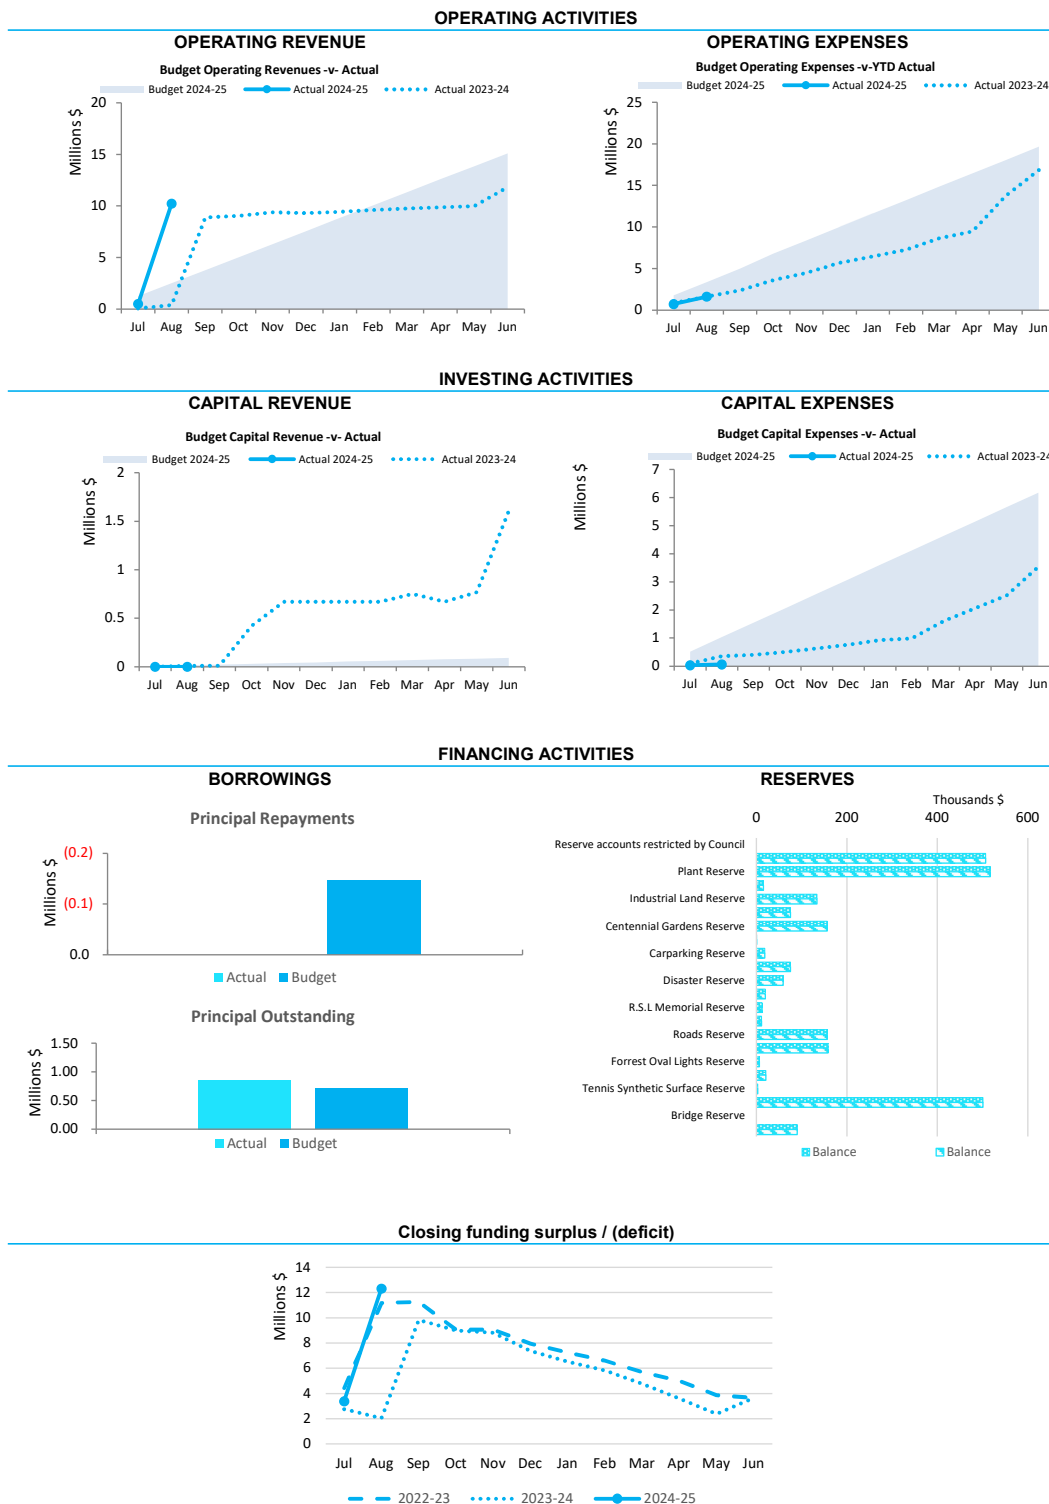 OPERATING ACTIVITIES
OPERATING REVENUE
Budget Operating Revenues -v- Actual
Budget 2024-25 Actual 2024-25 Actual 2023-24
Millions $
20
15
10
5
0
Jul Aug Sep Oct Nov Dec Jan Feb Mar Apr May Jun
OPERATING EXPENSES
Budget Operating Expenses -v-YTD Actual
Budget 2024-25 Actual 2024-25 Actual 2023-24
Millions $
25
20
15
10
5
0
Jul Aug Sep Oct Nov Dec Jan Feb Mar Apr May Jun
INVESTING ACTIVITIES
CAPITAL REVENUE
Budget Capital Revenue -v- Actual
Budget 2024-25 Actual 2024-25 Actual 2023-24
Millions $
2
1.5
1
0.5
0
Jul Aug Sep Oct Nov Dec Jan Feb Mar Apr May Jun
CAPITAL EXPENSES
Budget Capital Expenses -v- Actual
Budget 2024-25 Actual 2024-25 Actual 2023-24
Millions $
7
6
5
4
3
2
1
0
Jul Aug Sep Oct Nov Dec Jan Feb Mar Apr May Jun
FINANCING ACTIVITIES
BORROWINGS
Principal Repayments
Millions $
(0.2)
(0.1)
0.0
Actual Budget
Principal Outstanding
Millions $
1.50
1.00
0.50
0.00
Actual Budget
RESERVES
Thousands $
0 200 400 600
Reserve accounts restricted by Council
Plant Reserve
Industrial Land Reserve
Centennial Gardens Reserve
Carparking Reserve
Disaster Reserve
R.S.L Memorial Reserve
Roads Reserve
Forrest Oval Lights Reserve
Tennis Synthetic Surface Reserve
Bridge Reserve
Balance Balance
Closing funding surplus / (deficit)
Millions $
14
12
10
8
6
4
2
0
Jul Aug Sep Oct Nov Dec Jan Feb Mar Apr May Jun
2022-23 2023-24 2024-25